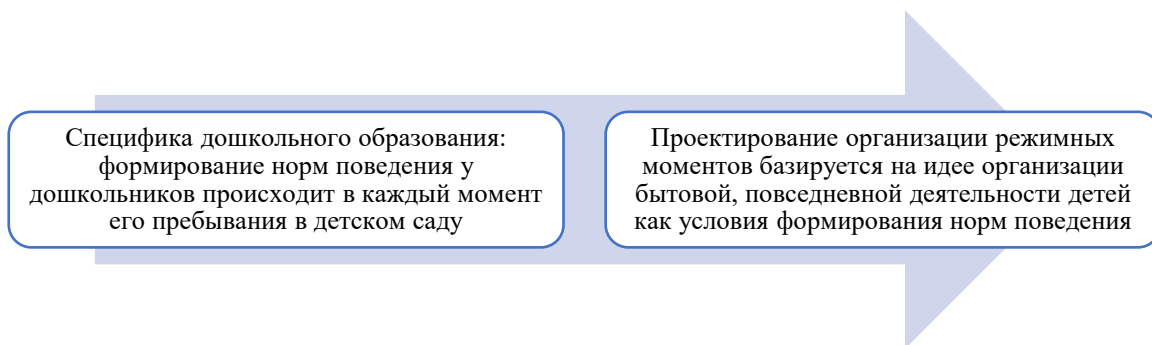 Специфика дошкольного образования:
формирование норм поведения у
дошкольников происходит в каждый момент
его пребывания в детском саду
Проектирование организации режимных
моментов базируется на идее организации
бытовой, повседневной деятельности детей
как условия формирования норм поведения